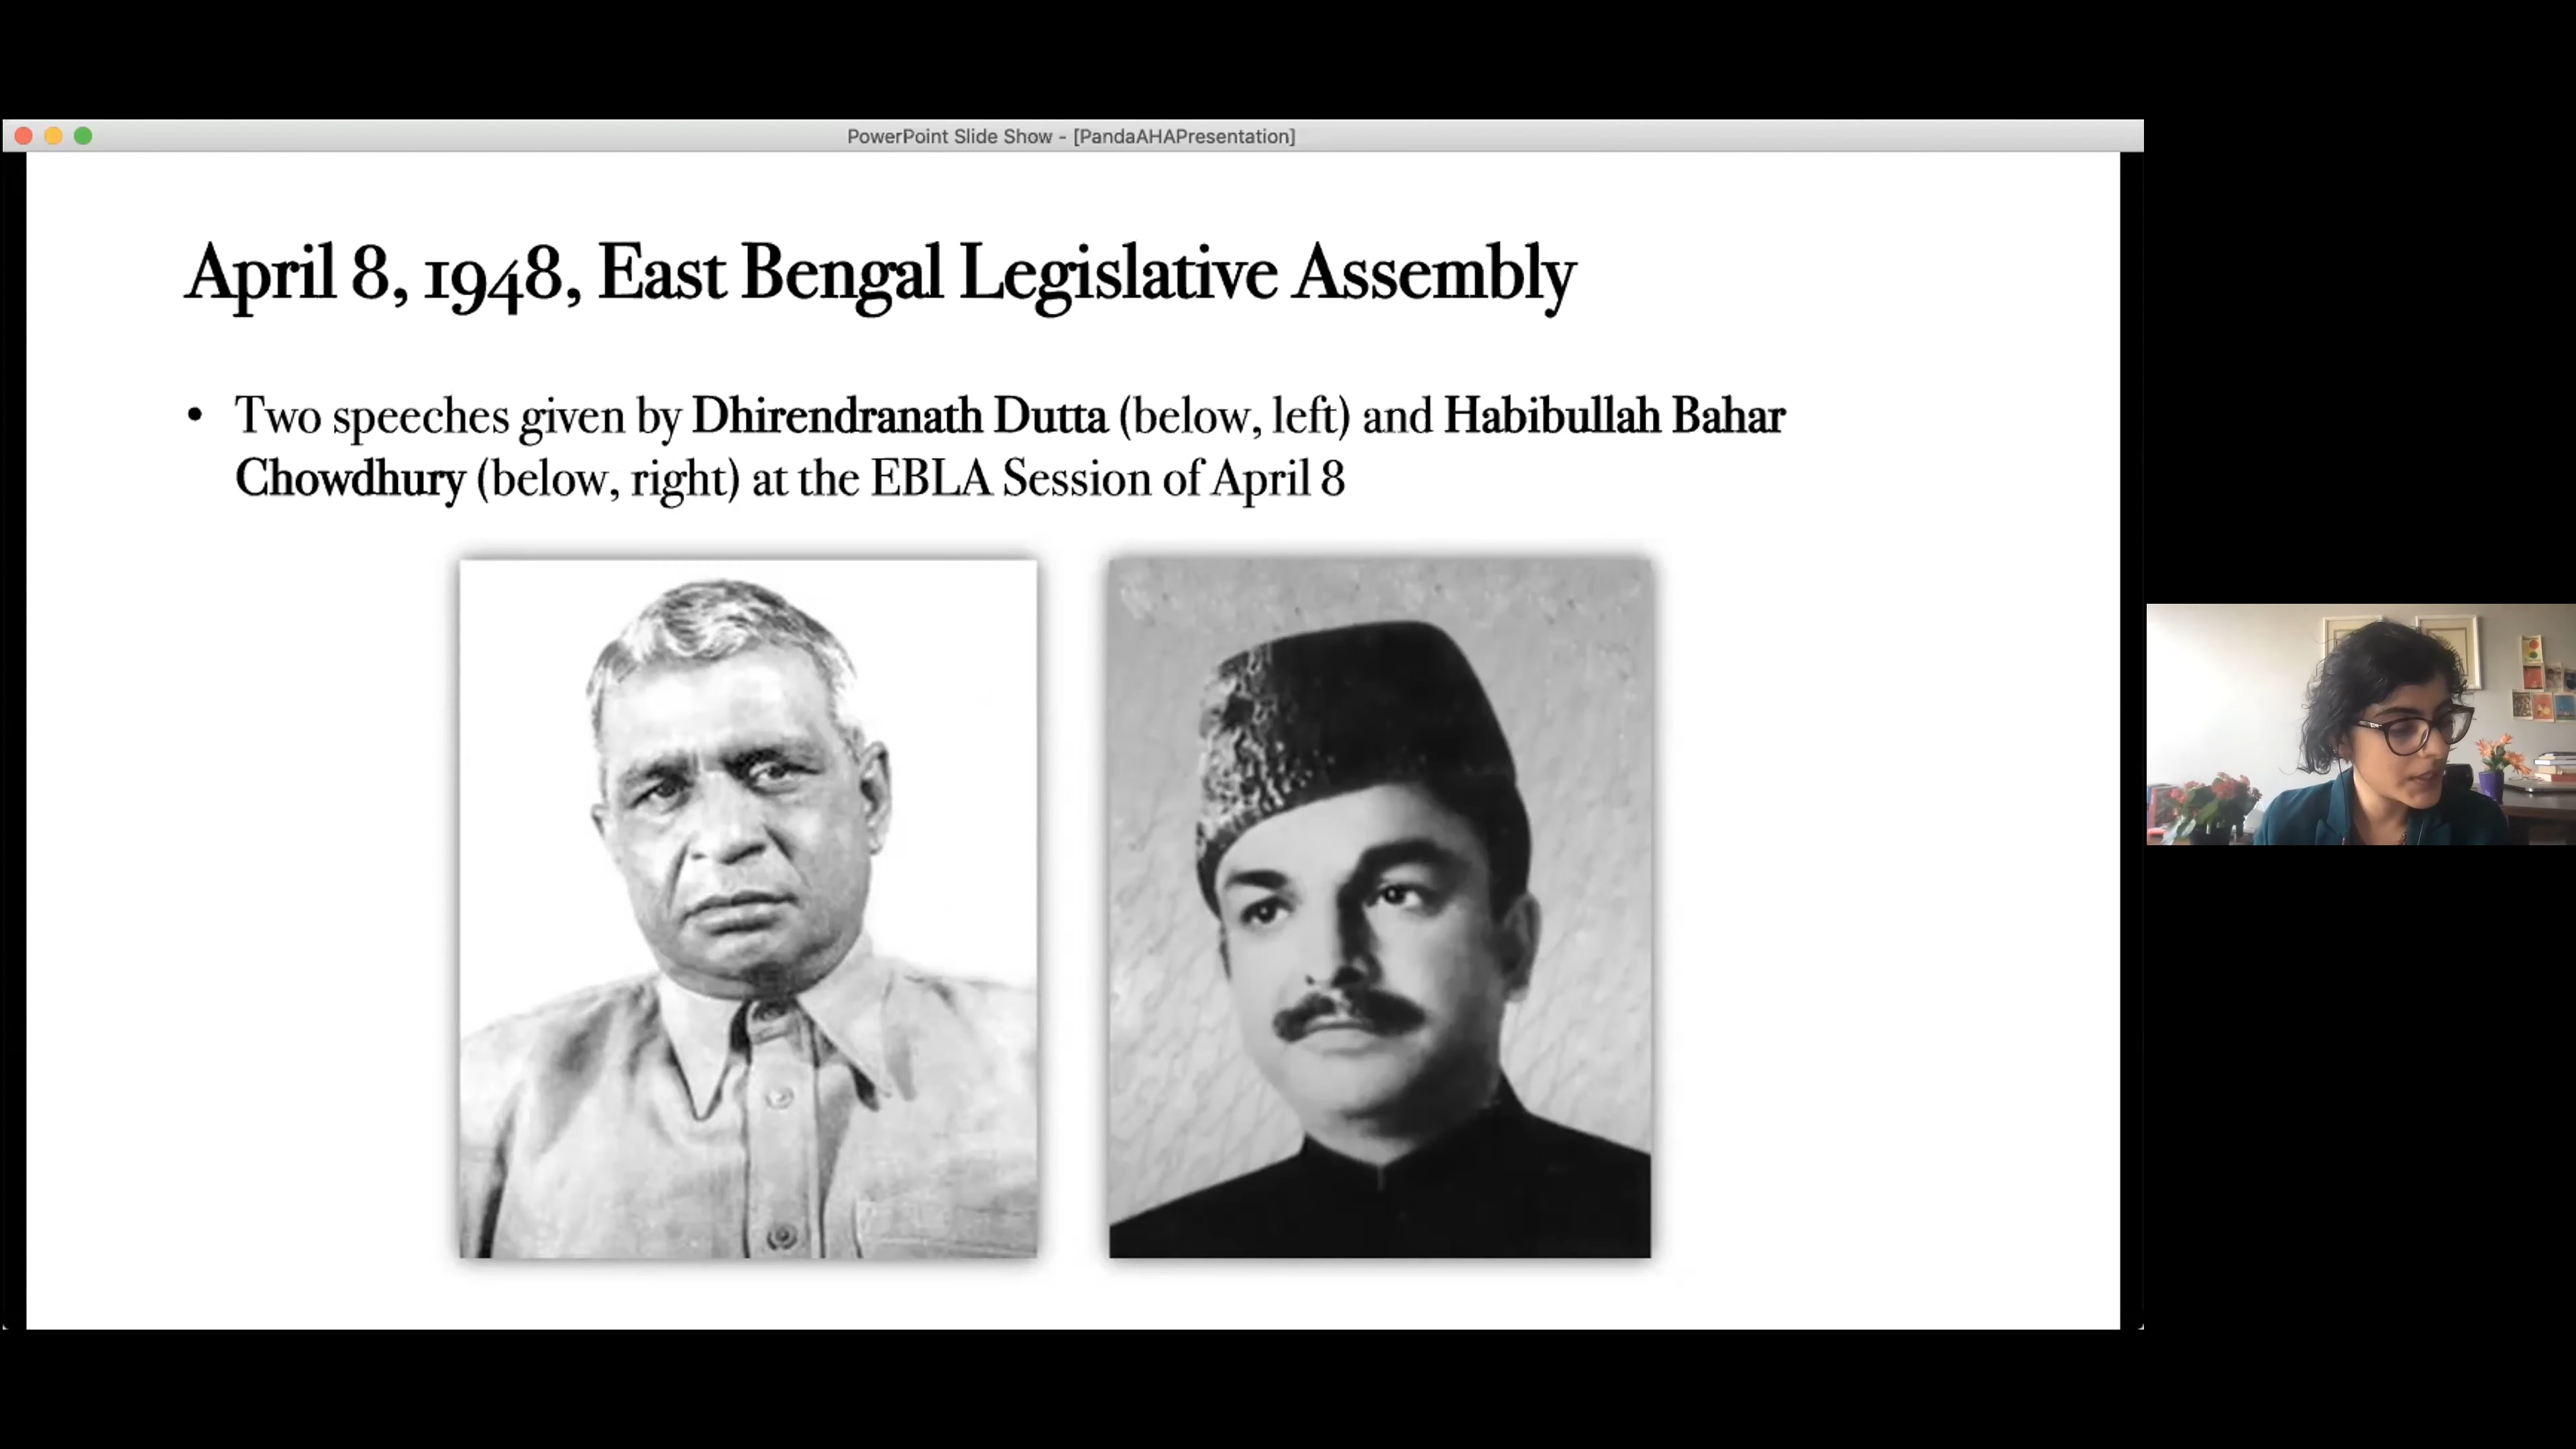 PowerPoint Slide Show - [PandaAHAPresentation]
April 8, 1948, East Bengal Legislative Assembly
• Two speeches given by Dhirendranath Dutta (below, left) and Habibullah Bahar
Chowdhury (below, right) at the EBLA Session of April 8